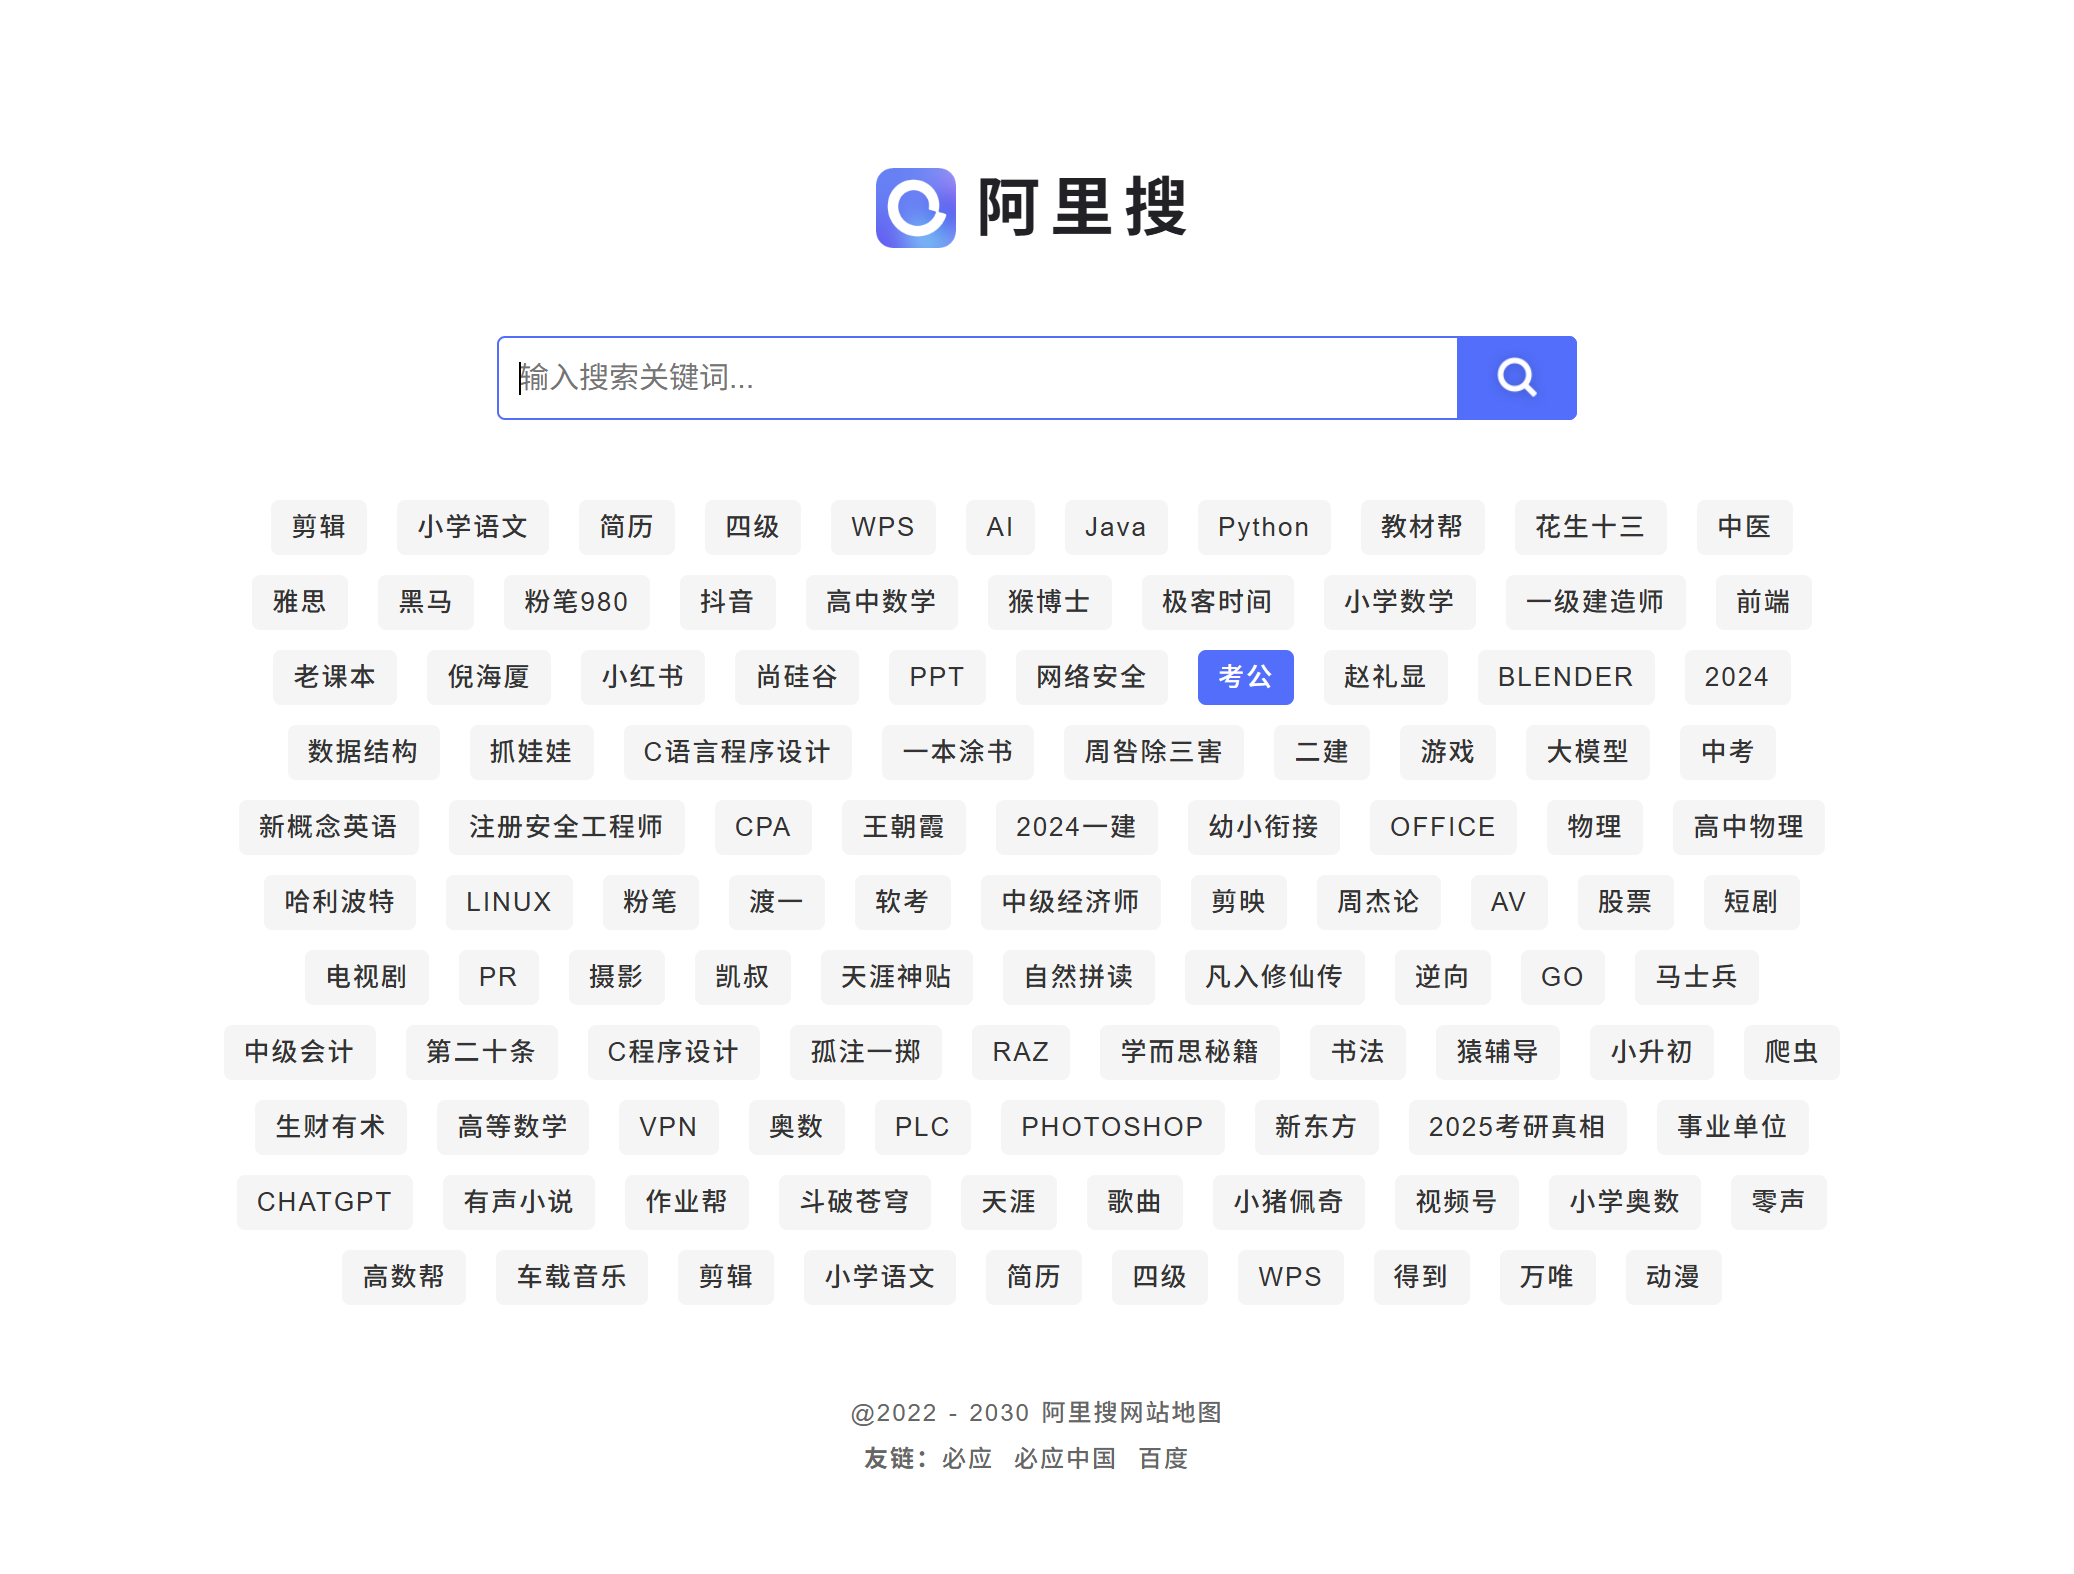 阿里搜
输入搜索关键词...
剪辑 小学语文 简历 四级 WPS AI Java Python 教材帮 花生十三 中医
雅思 黑马 粉笔980 抖音 高中数学 猴博士 极客时间 小学数学 一级建造师 前端
老课本 倪海厦 小红书 尚硅谷 PPT 网络安全 考公 赵礼显 BLENDER 2024
数据结构 抓娃娃 C语言程序设计 一本涂书 周咎除三害 二建 游戏 大模型 中考
新概念英语 注册安全工程师 CPA 王朝霞 2024一建 幼小衔接 OFFICE 物理 高中物理
哈利波特 LINUX 粉笔 渡一 软考 中级经济师 剪映 周杰论 AV 股票 短剧
电视剧 PR 摄影 凯叔 天涯神贴 自然拼读 凡入修仙传 逆向 GO 马士兵
中级会计 第二十条 C程序设计 孤注一掷 RAZ 学而思秘籍 书法 猿辅导 小升初 爬虫
生财有术 高等数学 VPN 奥数 PLC PHOTOSHOP 新东方 2025考研真相 事业单位
CHATGPT 有声小说 作业帮 斗破苍穹 天涯 歌曲 小猪佩奇 视频号 小学奥数 零声
高数帮 车载音乐 剪辑 小学语文 简历 四级 WPS 得到 万唯 动漫
@2022 - 2030 阿里搜网站地图
友链：必应 必应中国 百度